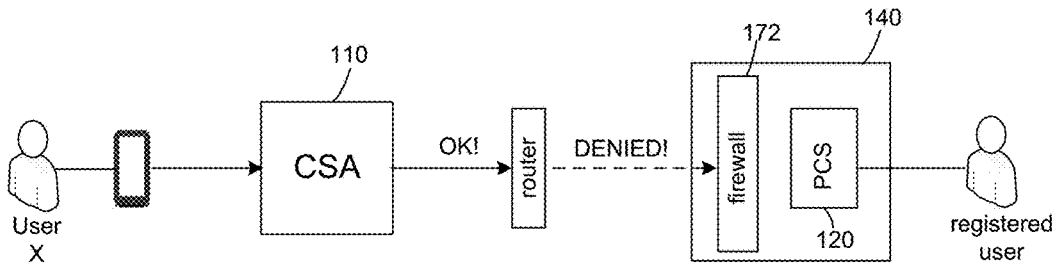 172
140
110
CSA
OK!
router
DENIED!
firewall
PCS
120
User
X
registered
user